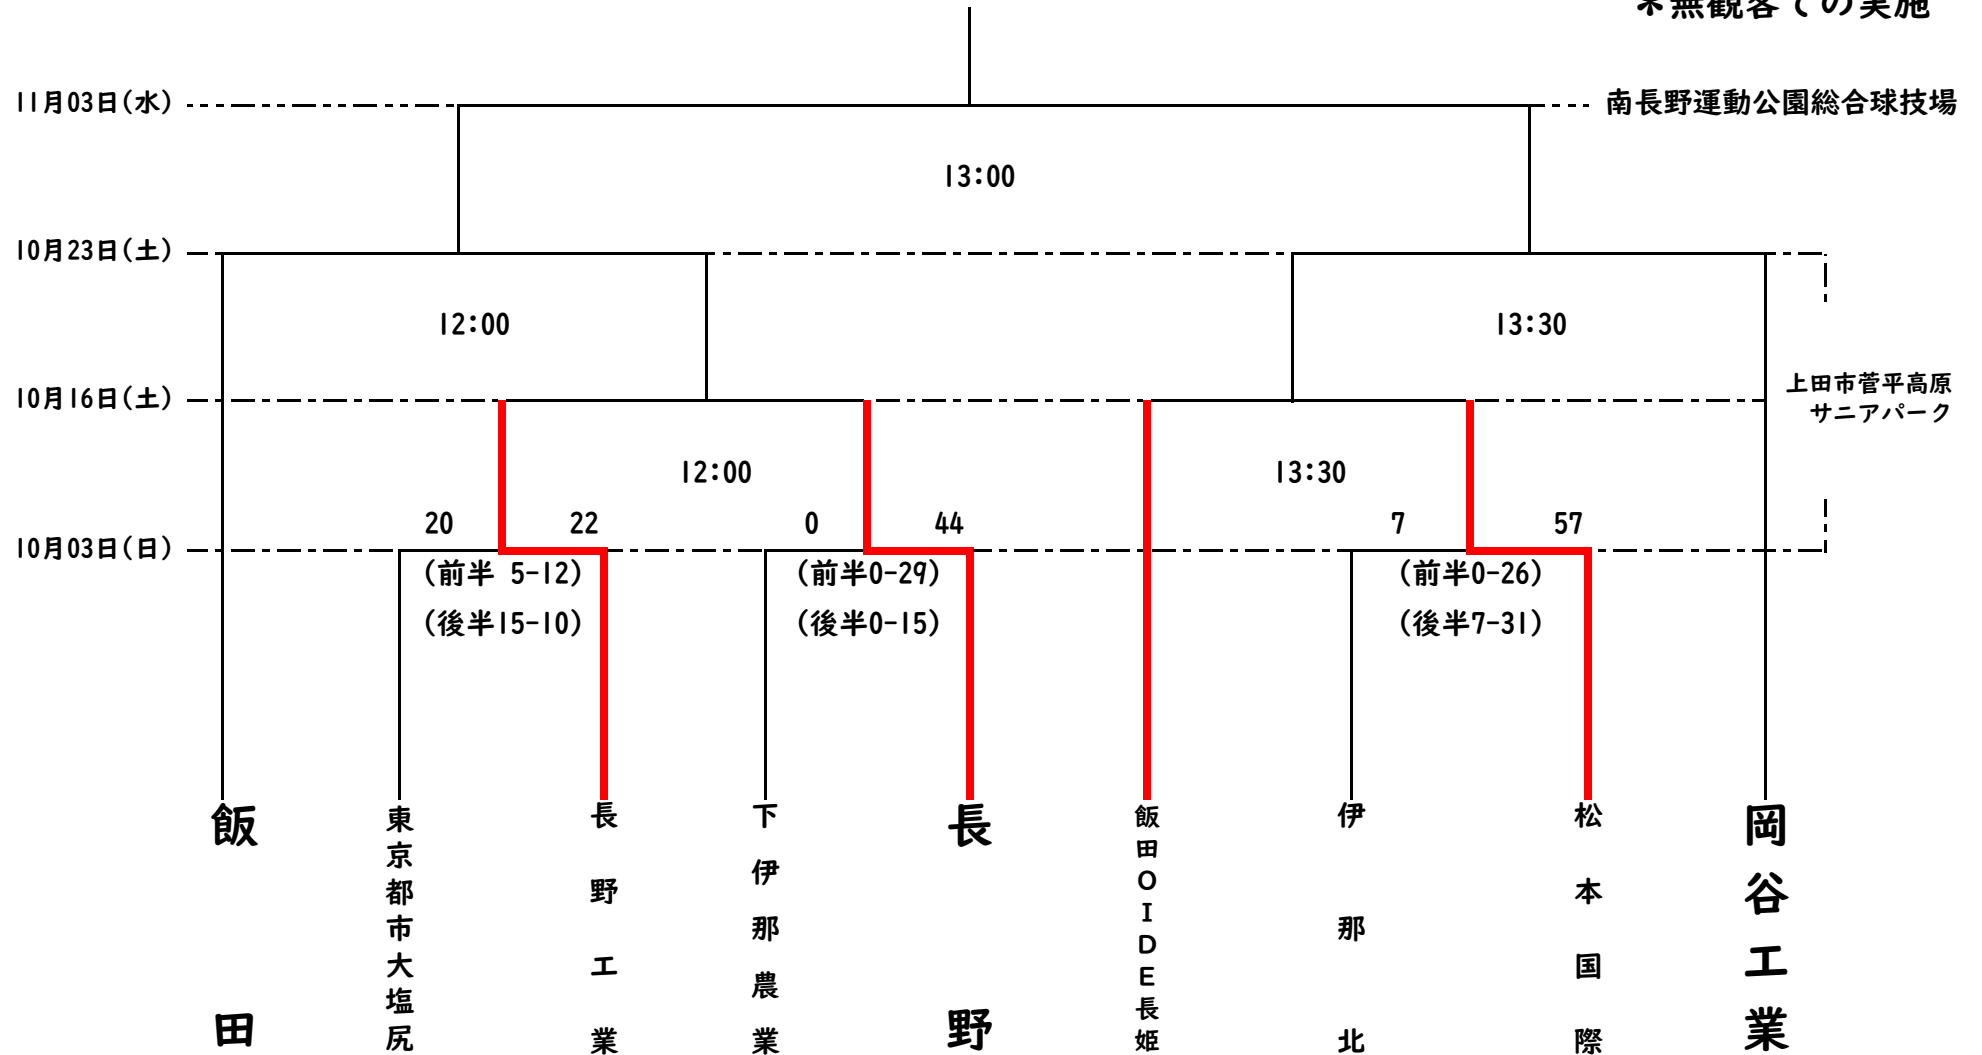 *無観客での実施
11月03日(水)
南長野運動公園総合球技場
13:00
10月23日(土)
12:00
13:30
10月16日(土)
上田市菅平高原
サニアパーク
12:00
13:30
20
22
0
44
7
57
10月03日(日)
(前半 5-12)
(後半15-10)
(前半0-29)
(後半0-15)
(前半0-26)
(後半7-31)
飯田
東京都市大塩尻
長野工業
下伊那農業
長野
飯田OIDE長姫
伊那北
松本国際
岡谷工業